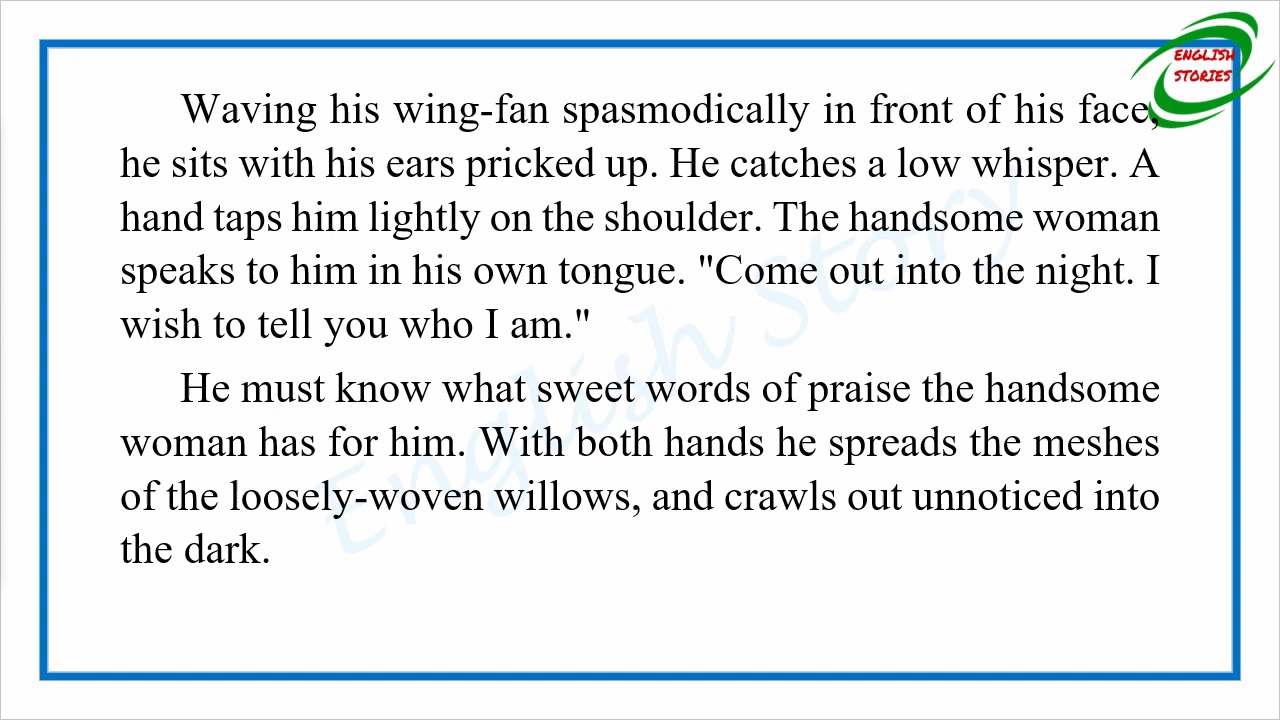 ENGLISH
STORIES
Waving his wing-fan spasmodically in front of his face,
he sits with his ears pricked up. He catches a low whisper. A
hand taps him lightly on the shoulder. The handsome woman
speaks to him in his own tongue. "Come out into the night. I
wish to tell you who I am."
He must know what sweet words of praise the handsome
woman has for him. With both hands he spreads the meshes
of the loosely-woven willows, and crawls out unnoticed into
the dark.
English Story